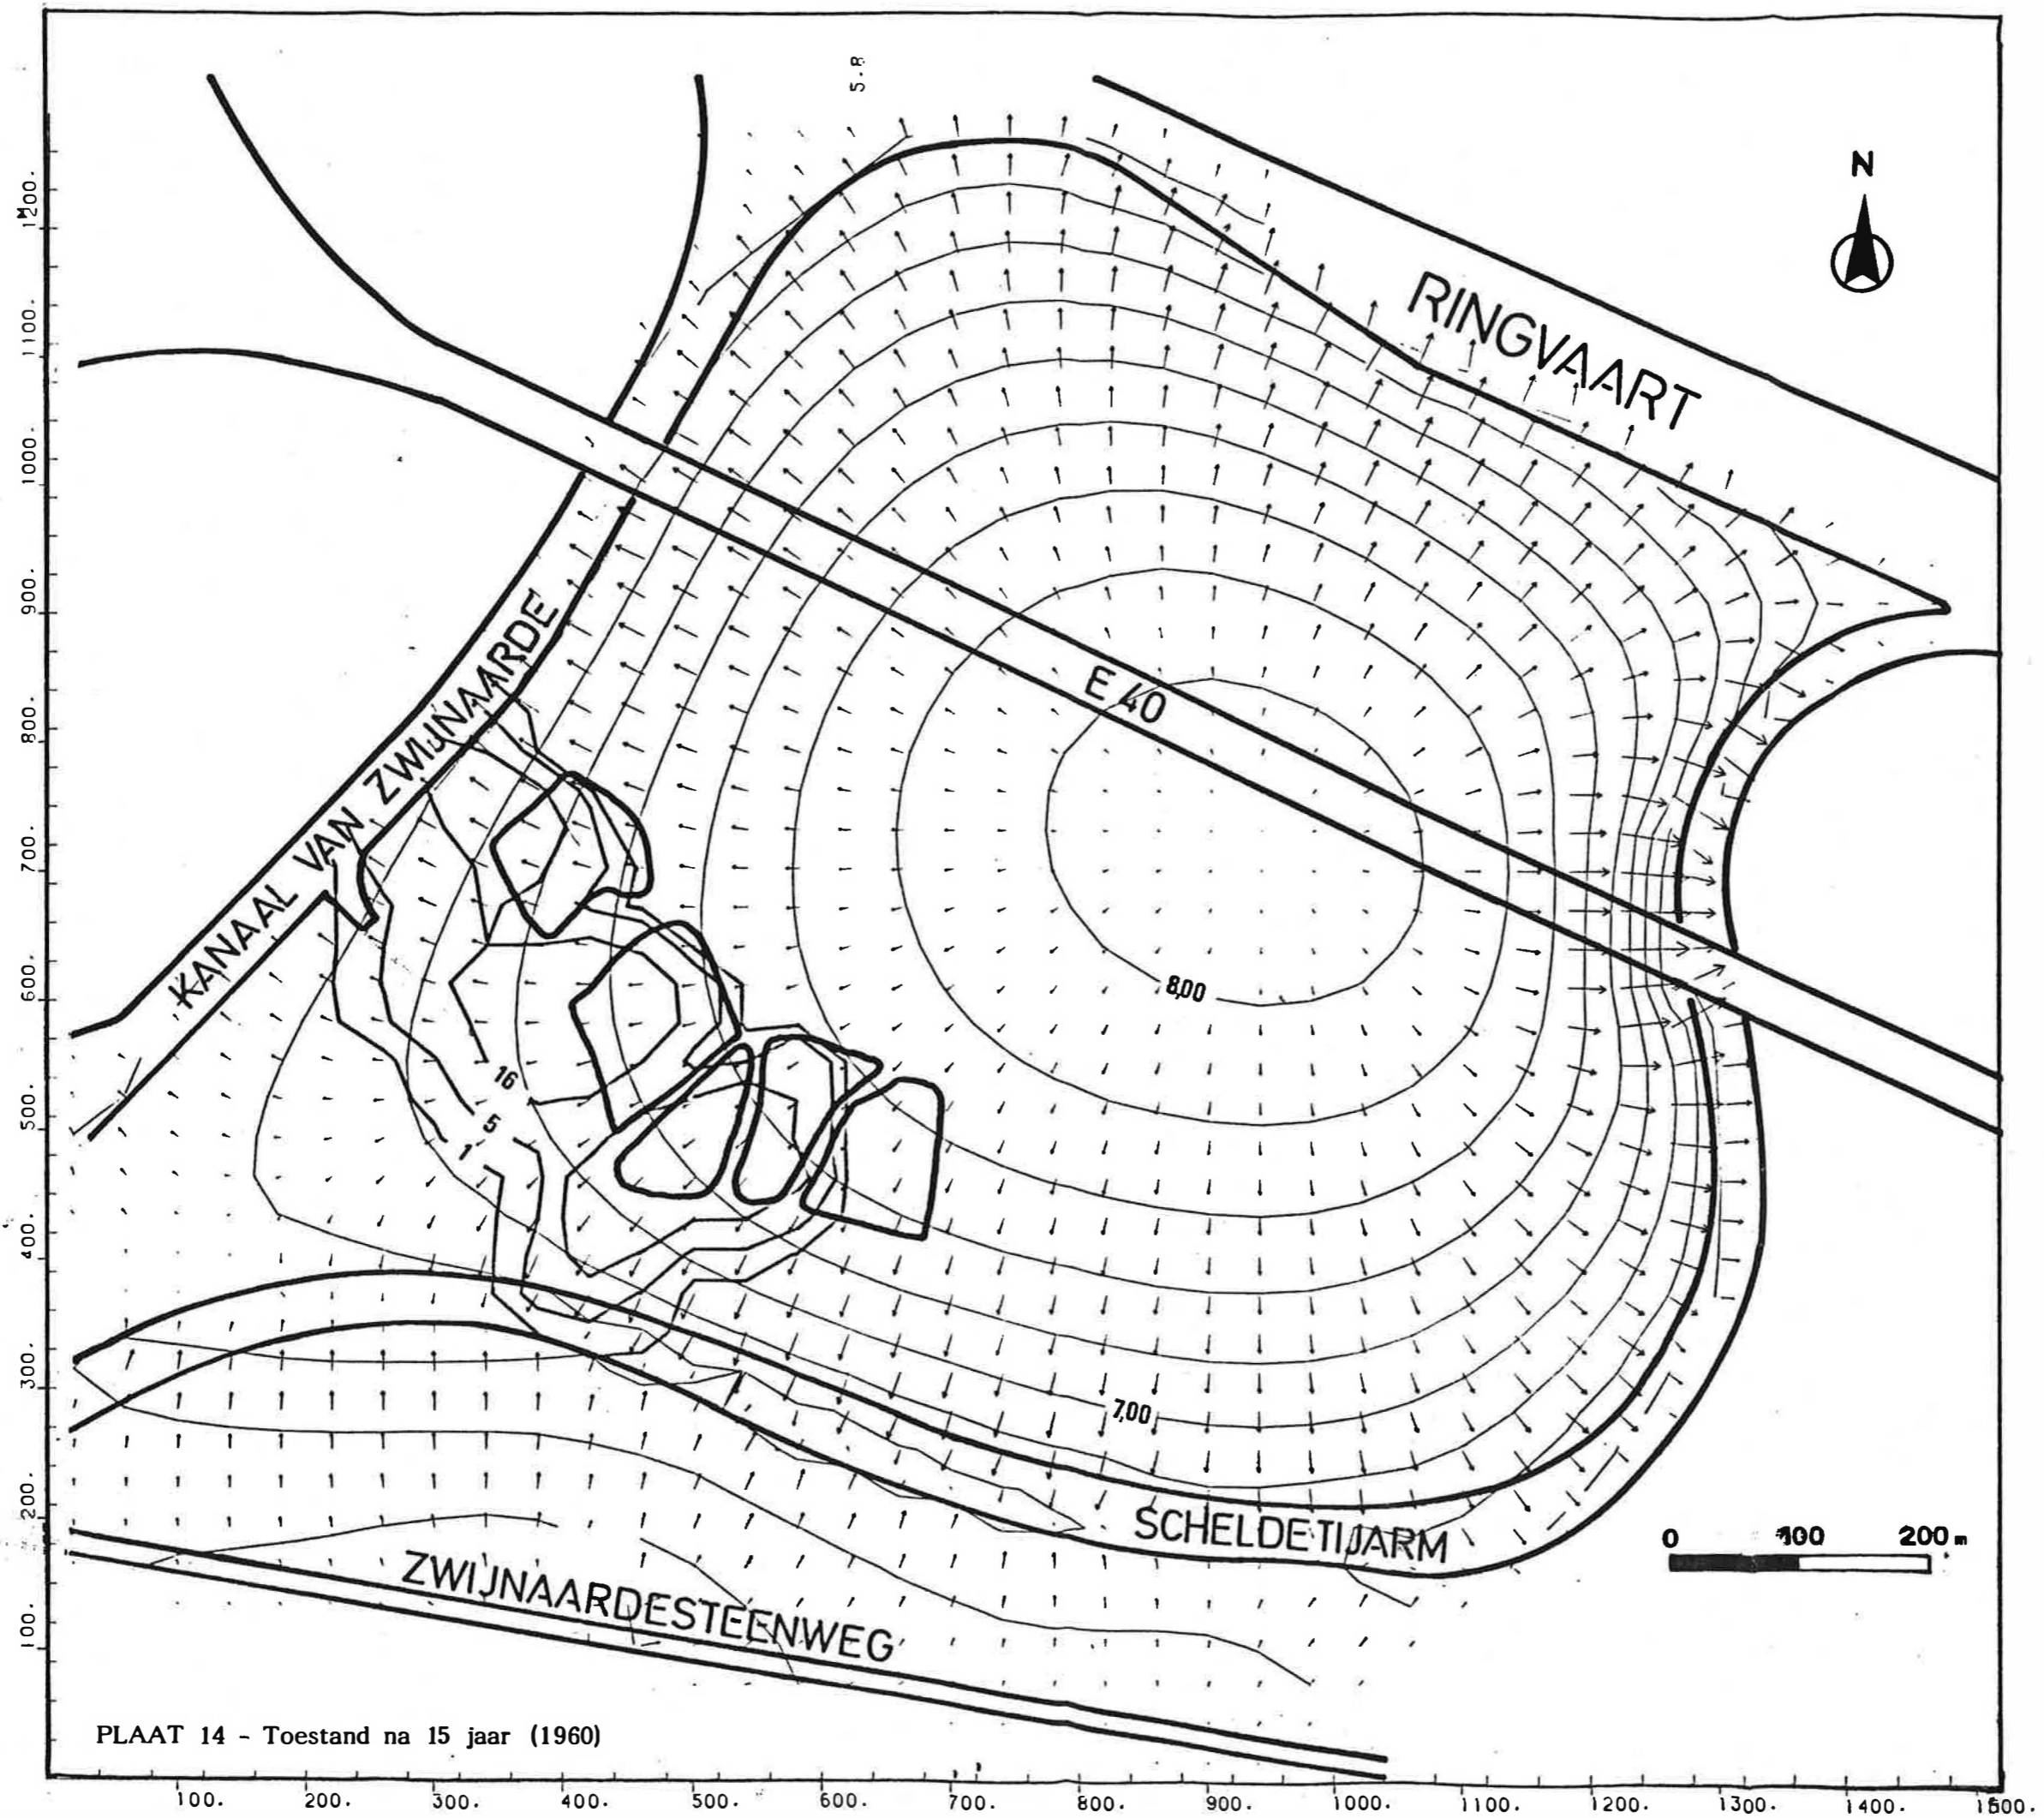 5.8
N
RINGVAART
E 40
KANAAL VAN ZWIJNAARDE
8,00
16
5
1
7,00
SCHELDETIJARM
ZWIJNAARDESTEENWEG
0 100 200 m
PLAAT 14 - Toestand na 15 jaar (1960)
M
1200.
1100.
1000.
900.
800.
700.
600.
500.
400.
300.
200.
100.
100. 200. 300. 400. 500. 600. 700. 800. 900. 1000. 1100. 1200. 1300. 1400. 1500.